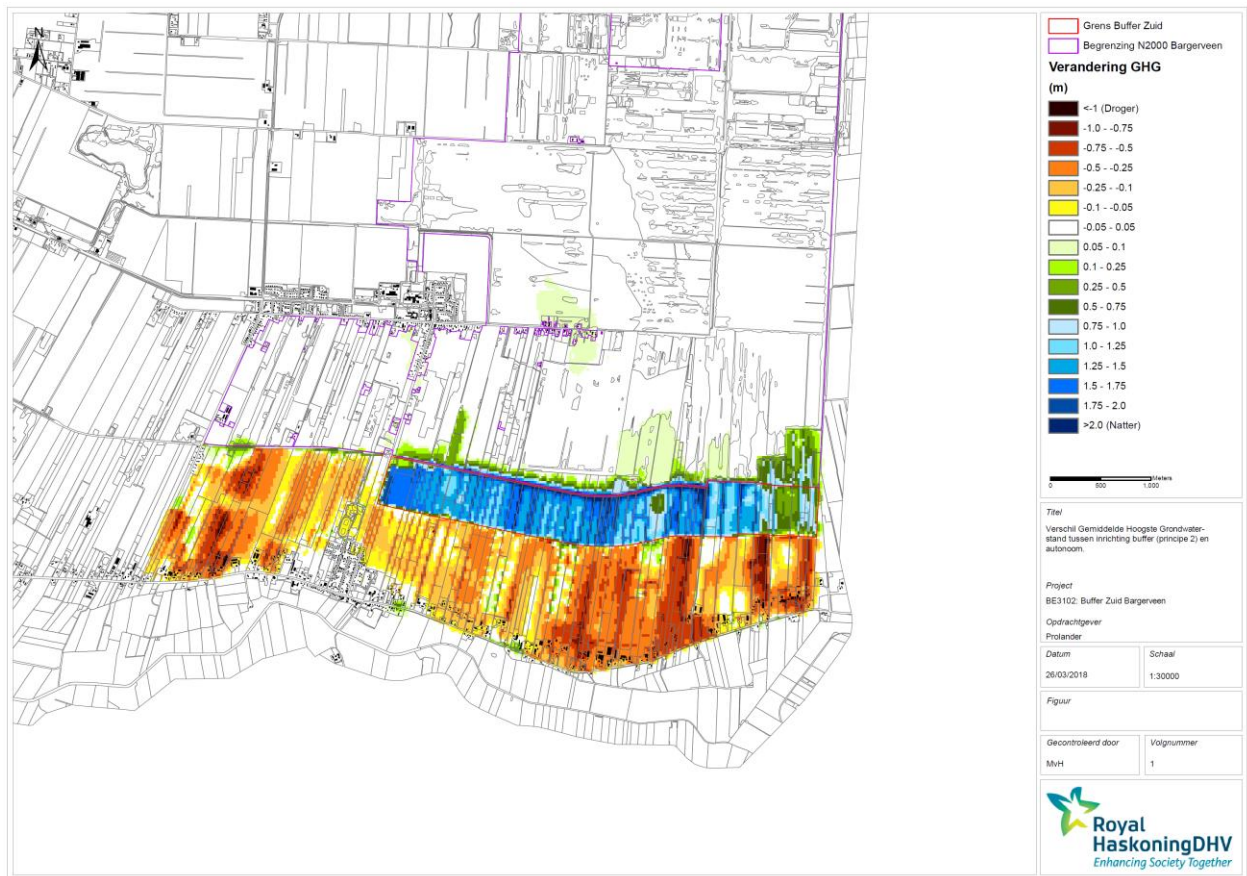 N
Grens Buffer Zuid
Begrenzing N2000 Bargerveen
Verandering GHG
(m)
<-1 (Droger)
-1.0 - -0.75
-0.75 - -0.5
-0.5 - -0.25
-0.25 - -0.1
-0.1 - -0.05
-0.05 - 0.05
0.05 - 0.1
0.1 - 0.25
0.25 - 0.5
0.5 - 0.75
0.75 - 1.0
1.0 - 1.25
1.25 - 1.5
1.5 - 1.75
1.75 - 2.0
>2.0 (Natter)
Meters
0 500 1.000
Titel
Verschil Gemiddelde Hoogste Grondwater-
stand tussen inrichting buffer (principe 2) en
autonoom.
Project
BE3102: Buffer Zuid Bargerveen
Opdrachtgever
Prolander
Datum Schaal
26/03/2018 1:30000
Figuur
Gecontroleerd door Volgnummer
MvH 1
Royal
HaskoningDHV
Enhancing Society Together